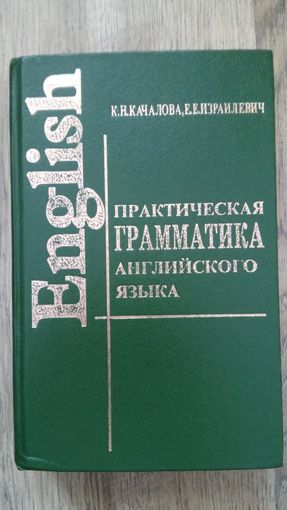 English
К.Н.КАЧАЛОВА, Е.Е.ИЗРАИЛЕВИЧ
ПРАКТИЧЕСКАЯ
ГРАММАТИКА
АНГЛИЙСКОГО
ЯЗЫКА